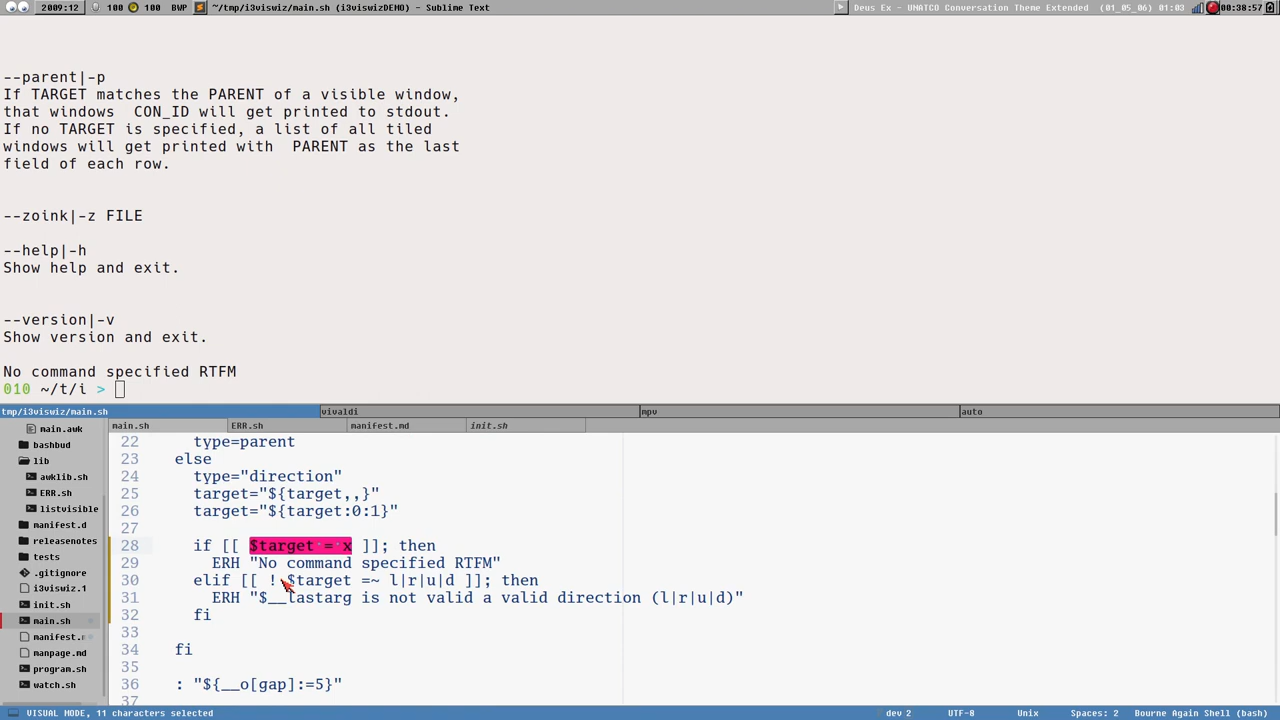 2009:12 100 100 BWP ~/tmp/i3viswiz/main.sh (i3viswizDEMO) - Sublime Text Deus Ex - UNATCO Conversation Theme Extended (01_05_06) 01:03 00:38:57
--parent|-p
If TARGET matches the PARENT of a visible window,
that windows  CON_ID will get printed to stdout.
If no TARGET is specified, a list of all tiled
windows will get printed with  PARENT as the last
field of each row.
--zoink|-z FILE
--help|-h
Show help and exit.
--version|-v
Show version and exit.
No command specified RTFM
010 ~/t/i >
tmp/i3viswiz/main.sh vivaldi mpv auto
main.sh ERR.sh manifest.md init.sh
main.awk
bashbud
lib
awklib.sh
ERR.sh
listvisible
manifest.d
releasenotes
tests
.gitignore
i3viswiz.1
init.sh
main.sh
manifest.
manpage.md
program.sh
watch.sh
22 type=parent
23 else
24 type="direction"
25 target="${target,,}"
26 target="${target:0:1}"
27
28 if [[ $target = x ]]; then
29 ERH "No command specified RTFM"
30 elif [[ ! $target =~ l|r|u|d ]]; then
31 ERH "$__lastarg is not valid a valid direction (l|r|u|d)"
32 fi
33
34 fi
35
36 : "${__o[gap]:=5}"
37
VISUAL MODE, 11 characters selected dev 2 UTF-8 Unix Spaces: 2 Bourne Again Shell (bash)